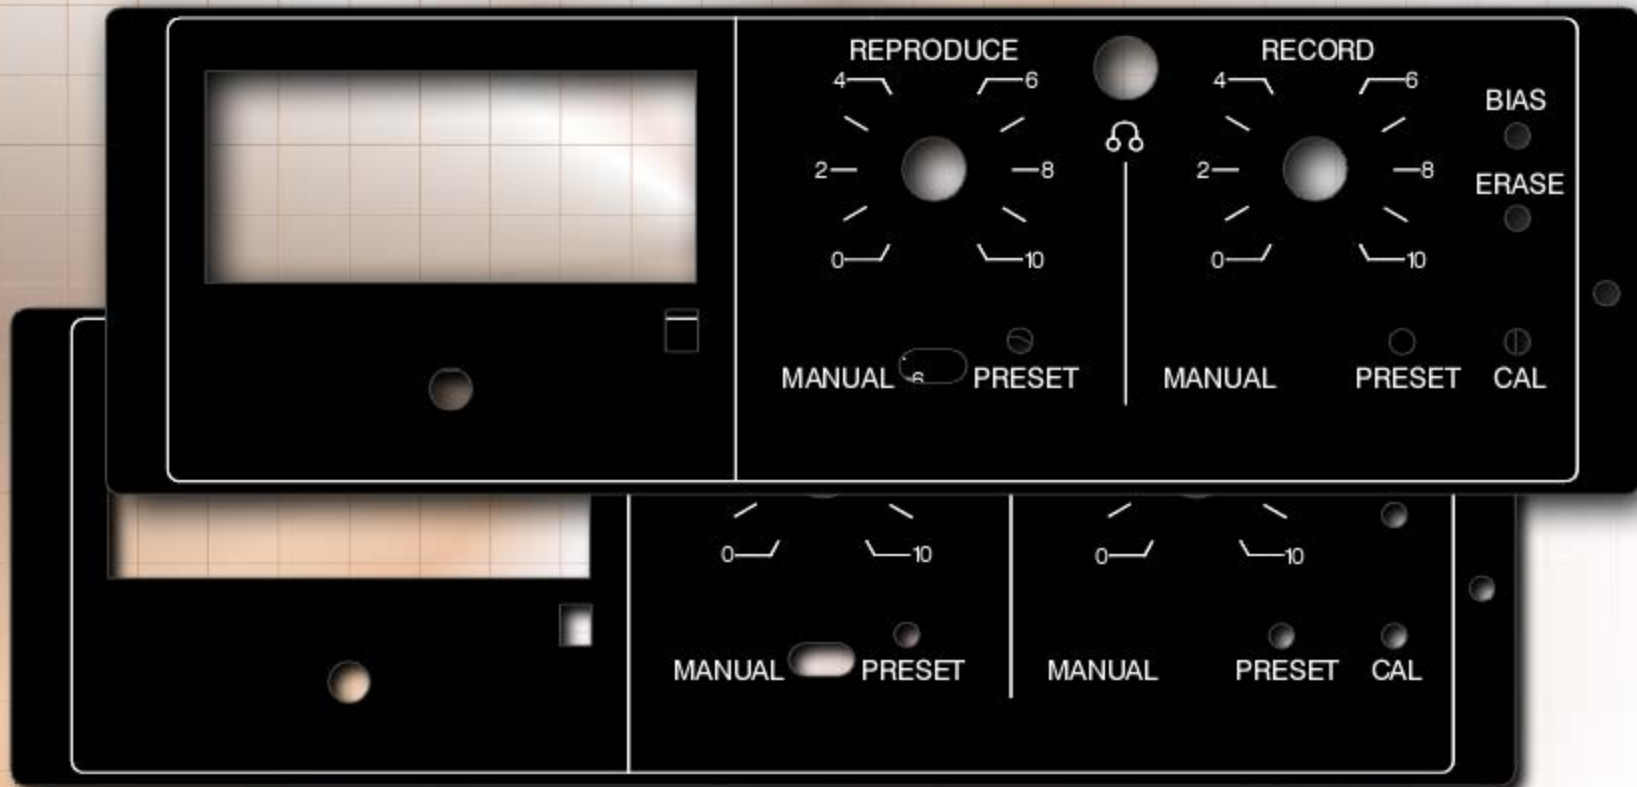 REPRODUCE RECORD
4 6 4 6
BIAS
2 8 2 8
ERASE
0 10 0 10
MANUAL 6 PRESET MANUAL PRESET CAL
0 10 0 10
MANUAL PRESET MANUAL PRESET CAL